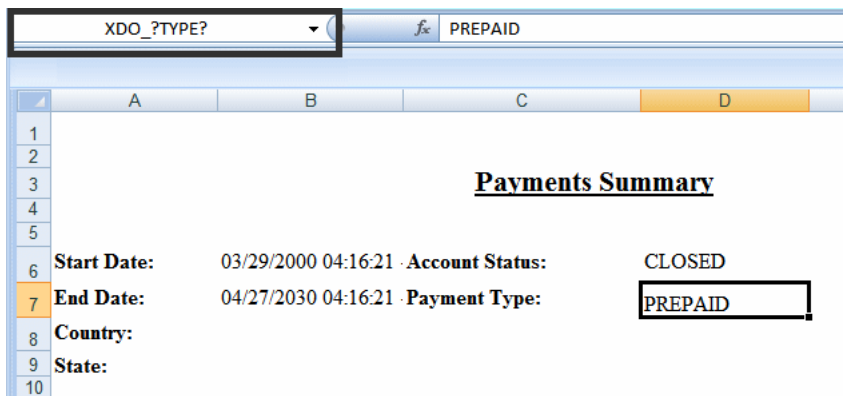 XDO_?TYPE? fx PREPAID
A B C D
1
2
3 Payments Summary
4
5
6 Start Date: 03/29/2000 04:16:21 - Account Status: CLOSED
7 End Date: 04/27/2030 04:16:21 - Payment Type: PREPAID
8 Country:
9 State:
10